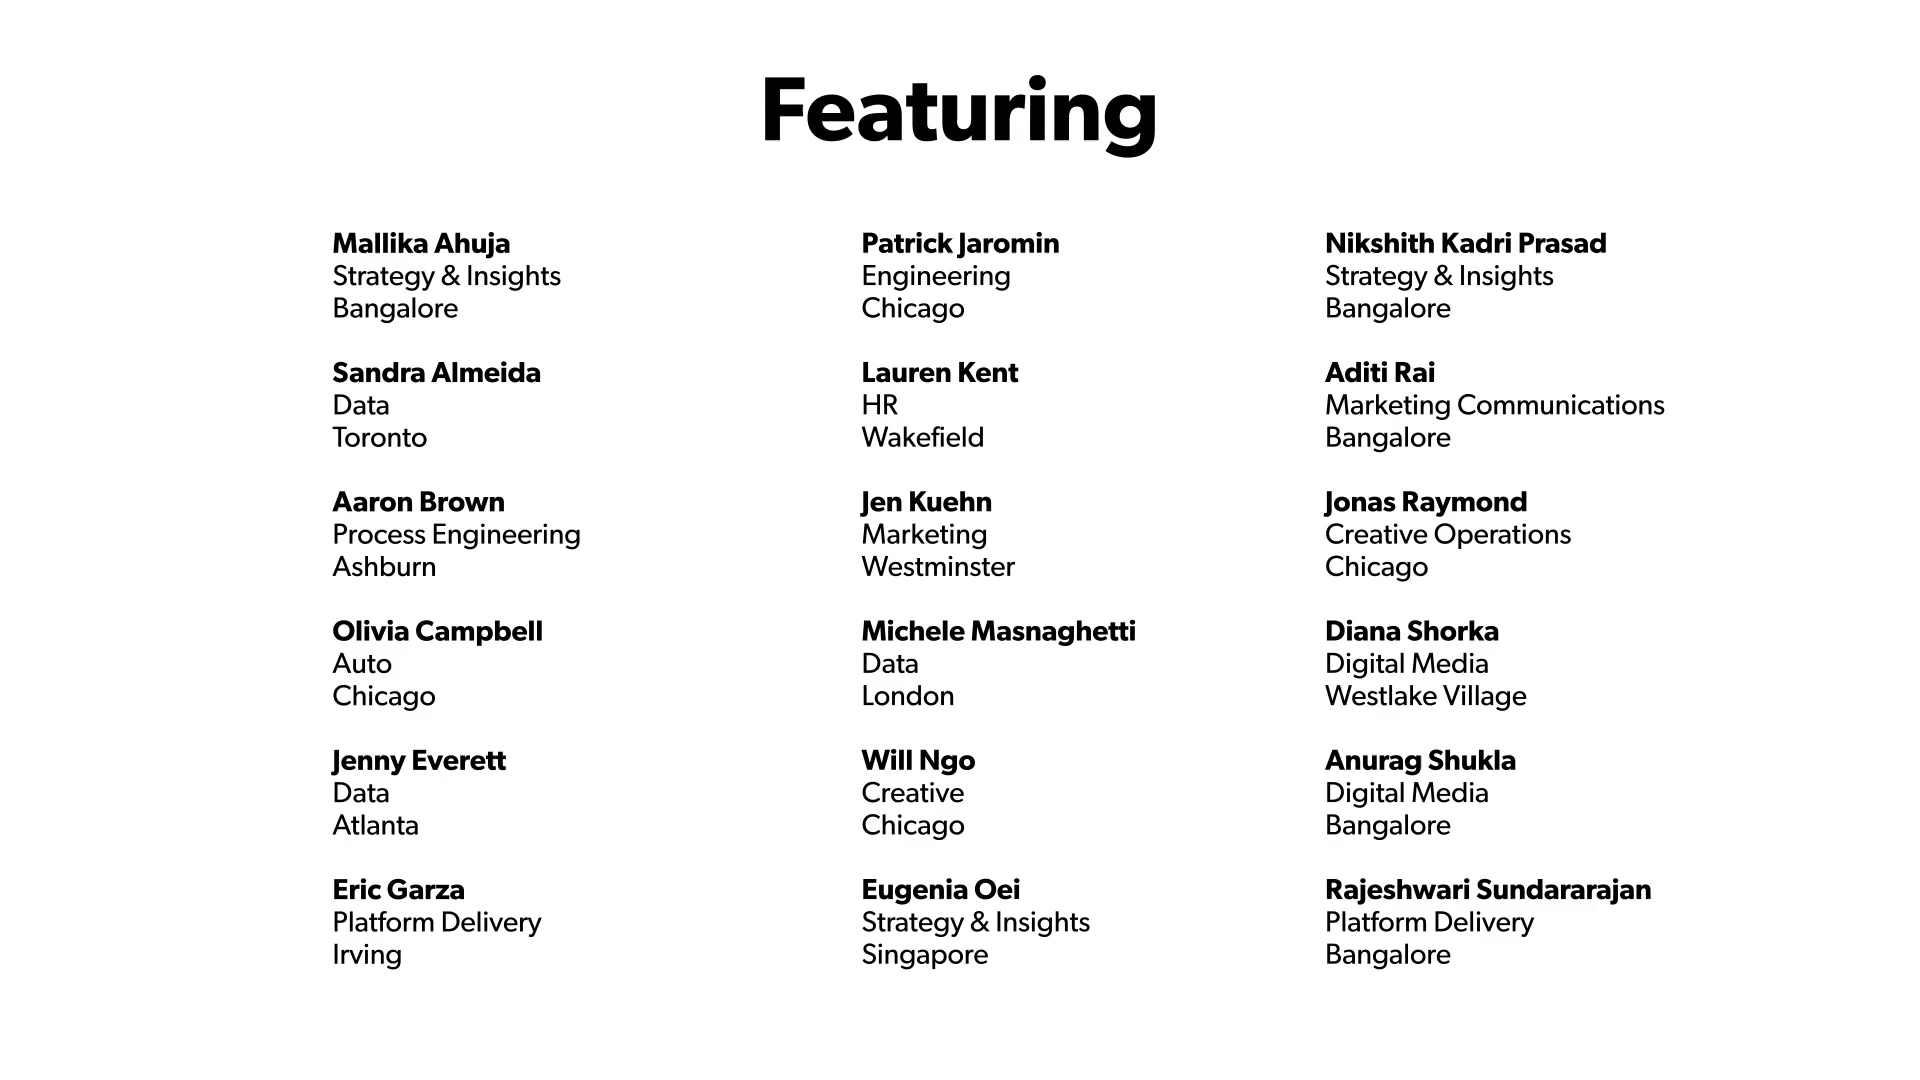 Featuring
Mallika Ahuja
Strategy & Insights
Bangalore
Sandra Almeida
Data
Toronto
Aaron Brown
Process Engineering
Ashburn
Olivia Campbell
Auto
Chicago
Jenny Everett
Data
Atlanta
Eric Garza
Platform Delivery
Irving
Patrick Jaromin
Engineering
Chicago
Lauren Kent
HR
Wakefield
Jen Kuehn
Marketing
Westminster
Michele Masnaghetti
Data
London
Will Ngo
Creative
Chicago
Eugenia Oei
Strategy & Insights
Singapore
Nikshith Kadri Prasad
Strategy & Insights
Bangalore
Aditi Rai
Marketing Communications
Bangalore
Jonas Raymond
Creative Operations
Chicago
Diana Shorka
Digital Media
Westlake Village
Anurag Shukla
Digital Media
Bangalore
Rajeshwari Sundararajan
Platform Delivery
Bangalore